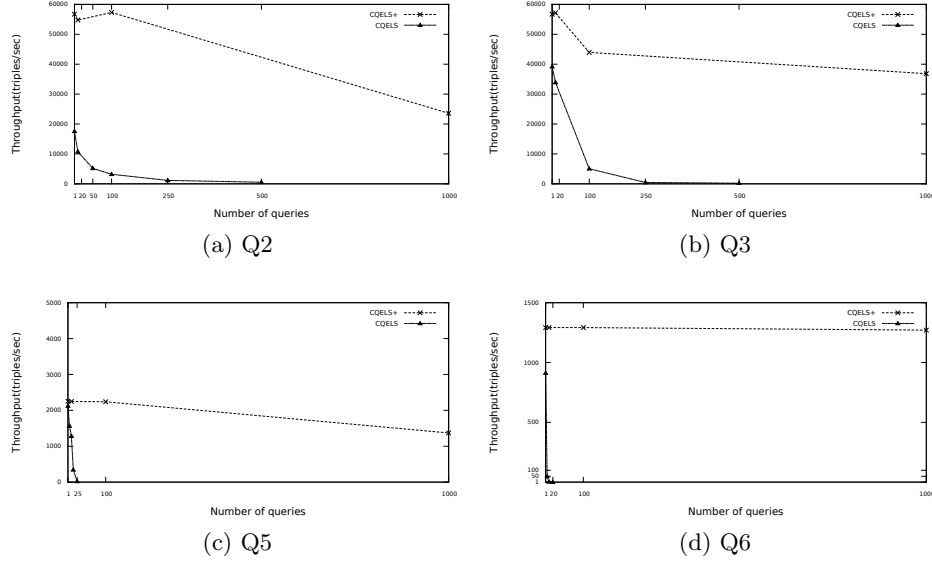 60000
50000
40000
30000
20000
10000
0
Throughput(triples/sec)
CQELS+
CQELS
1 20 50 100 250 500 1000
Number of queries
(a) Q2
60000
50000
40000
30000
20000
10000
0
Throughput(triples/sec)
CQELS+
CQELS
1 20 100 250 500 1000
Number of queries
(b) Q3
5000
4000
3000
2000
1000
0
Throughput(triples/sec)
CQELS+
CQELS
1 25 100 1000
Number of queries
(c) Q5
1500
1000
500
100
50
1
Throughput(triples/sec)
CQELS+
CQELS
1 20 100 1000
Number of queries
(d) Q6